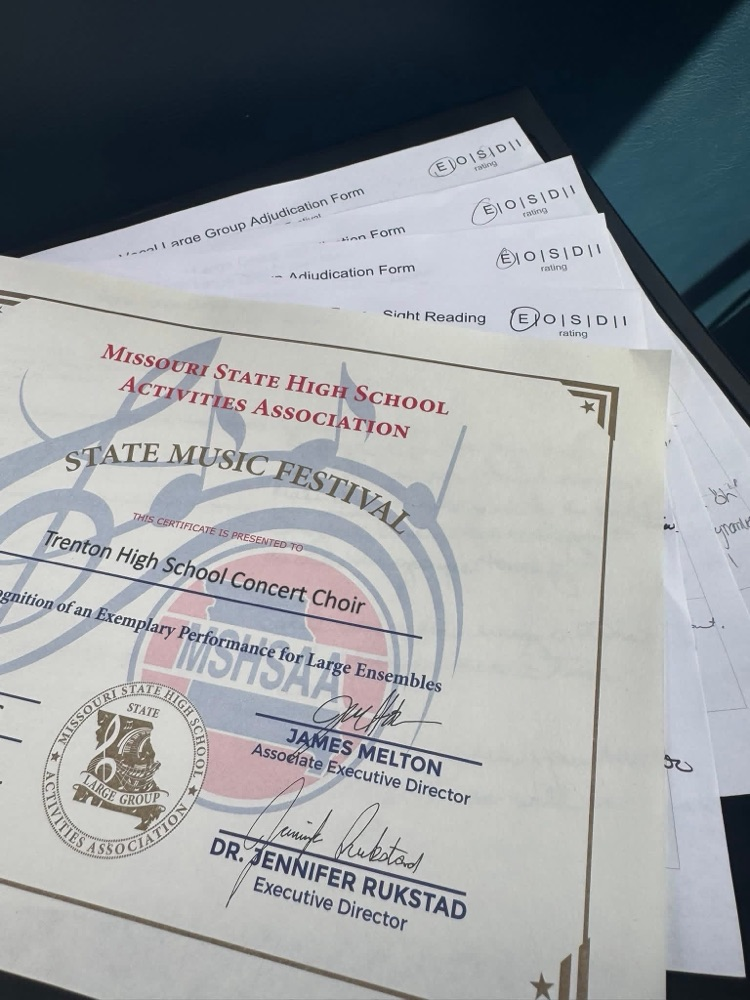 E|O|S|D|I
rating
Vocal Large Group Adjudication Form
E|O|S|D|I
rating
Form
E|O|S|D|I
rating
Adjudication Form
Sight Reading
E|O|S|D|I
rating
MISSOURI STATE HIGH SCHOOL
ACTIVITIES ASSOCIATION
STATE MUSIC FESTIVAL
THIS CERTIFICATE IS PRESENTED TO
Trenton High School Concert Choir
of an Exemplary Performance for Large Ensembles
MSHSAA
JAMES MELTON
Associate Executive Director
Jennifer Rukstad
DR. JENNIFER RUKSTAD
Executive Director
MISSOURI STATE HIGH SCHOOL
ACTIVITIES ASSOCIATION
STATE
LARGE GROUP